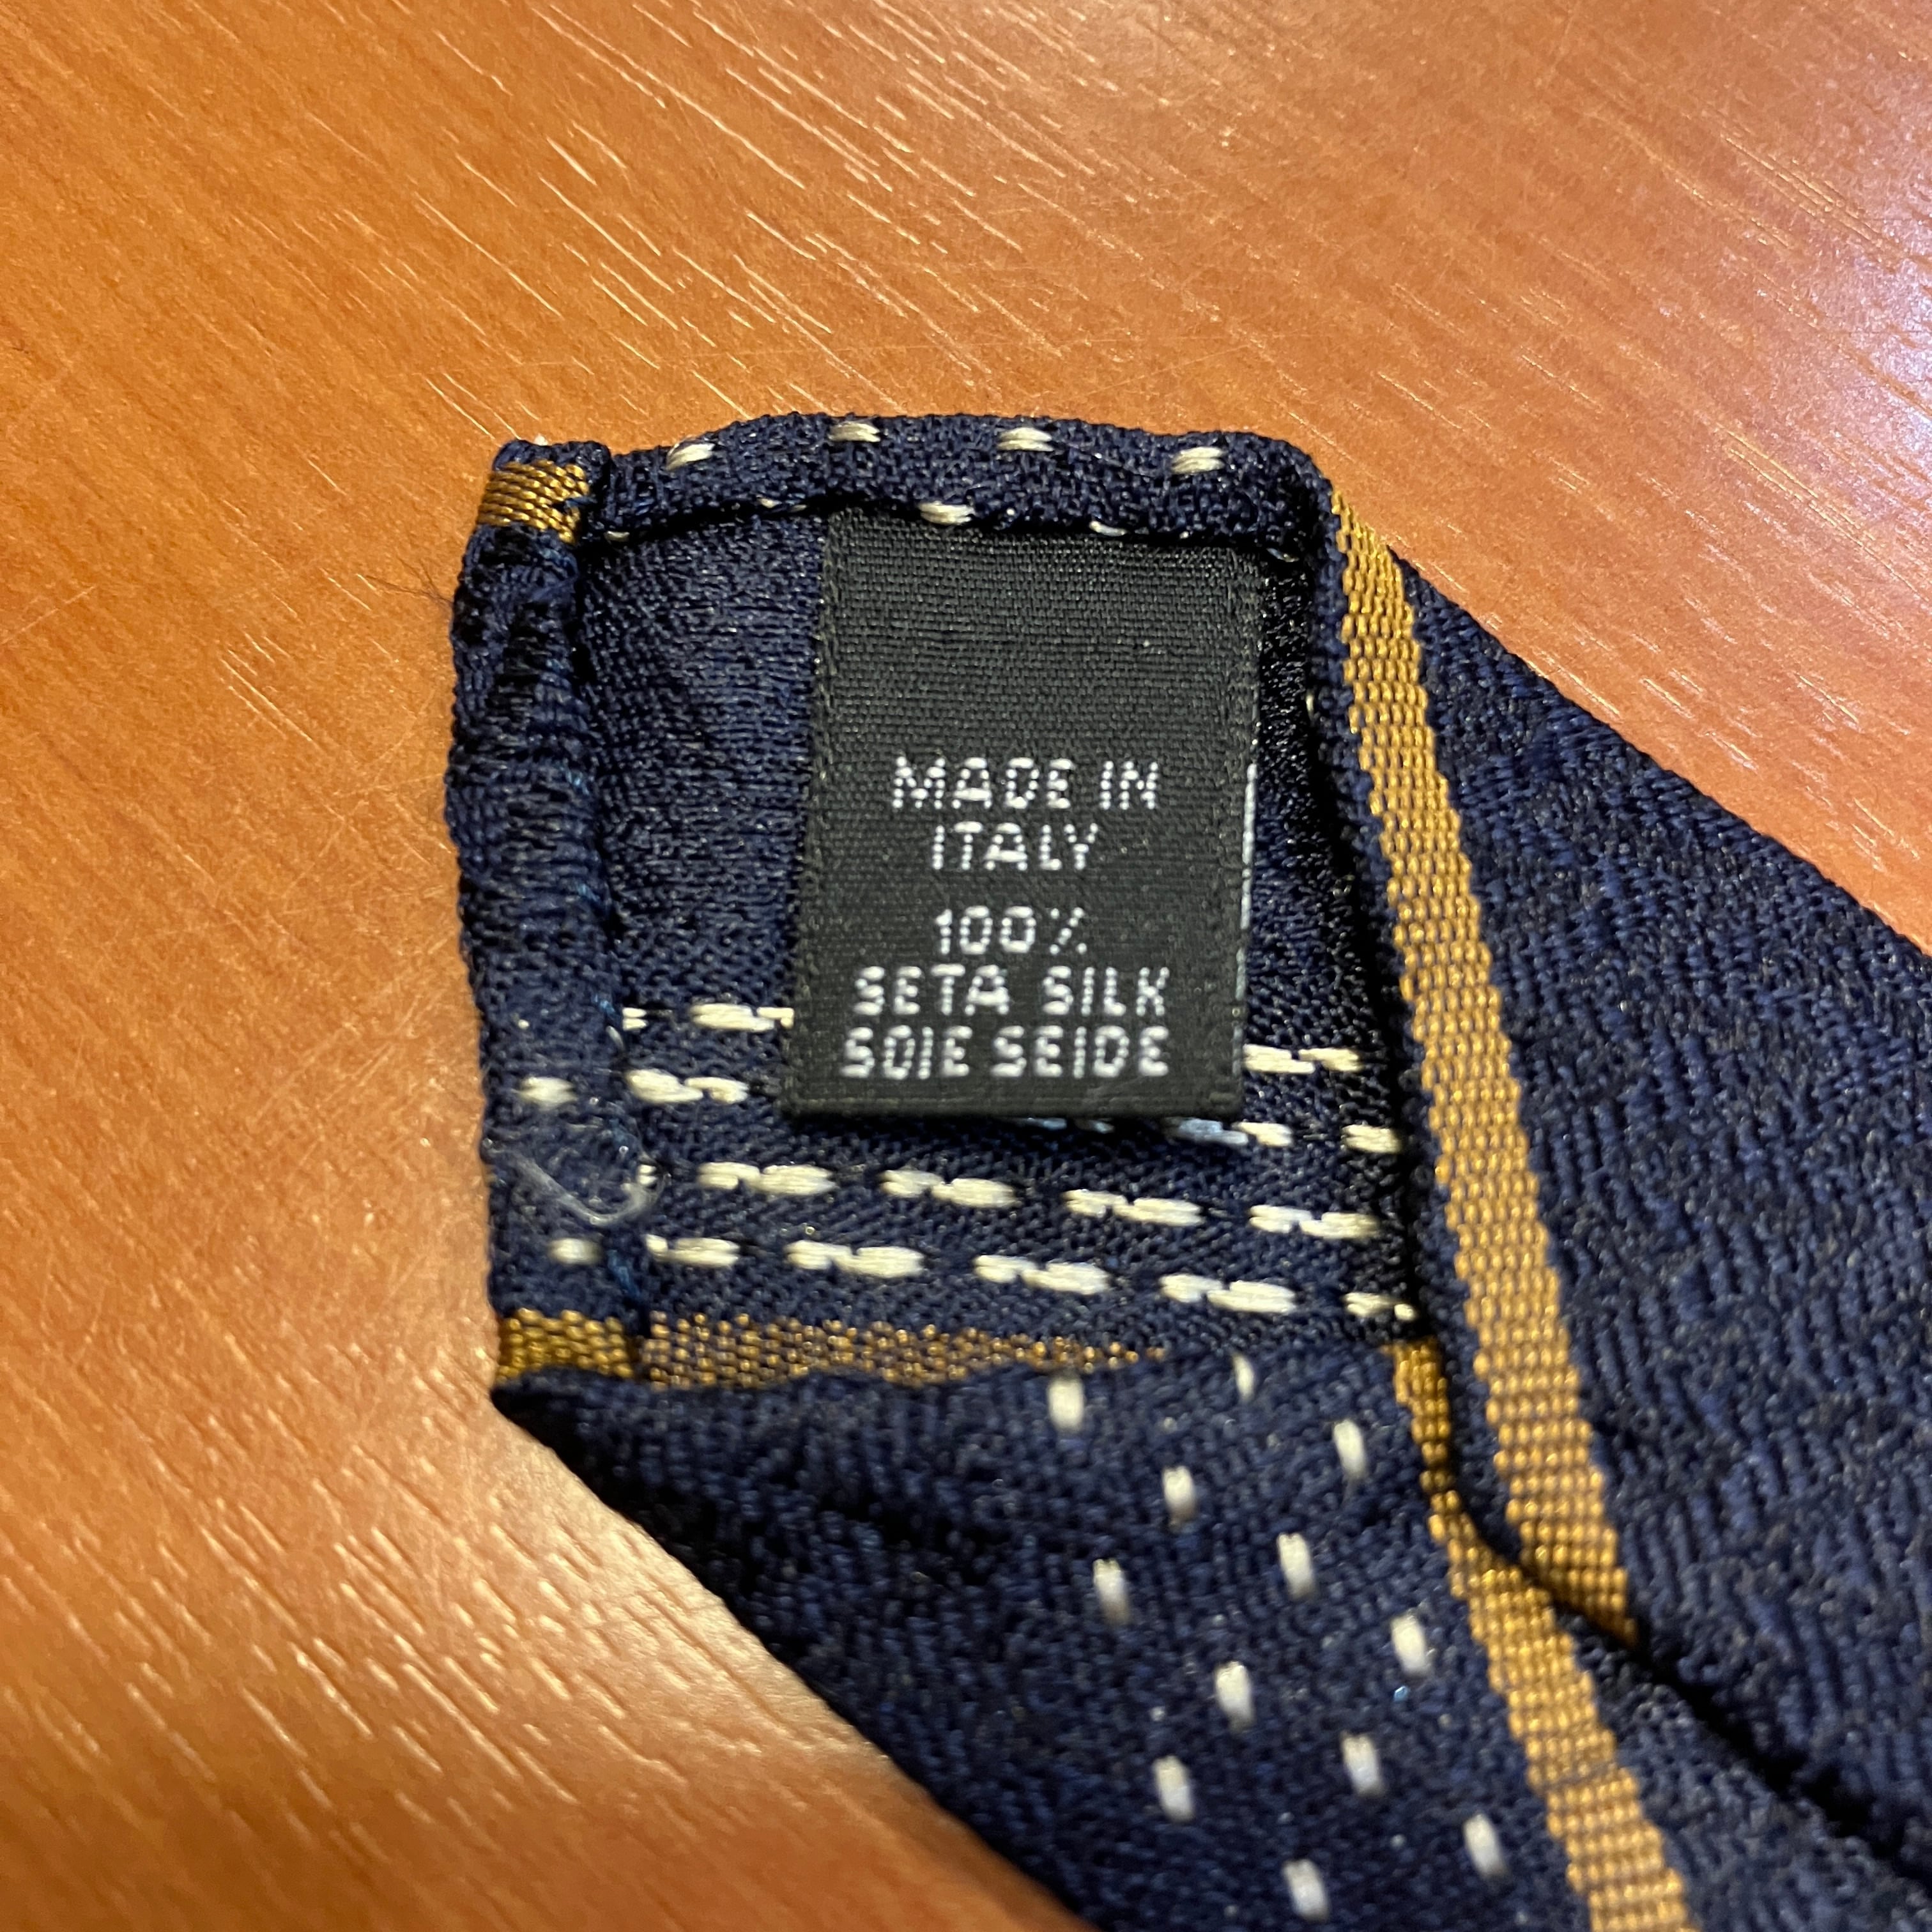 MADE IN
ITALY
100%
SETA SILK
SOIE SEIDE